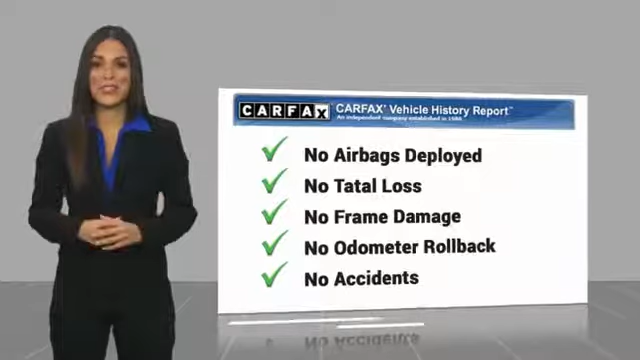 CARFAX CARFAX® Vehicle History Report™
An independent company established in 1986
No Airbags Deployed
No Tatal Loss
No Frame Damage
No Odometer Rollback
No Accidents